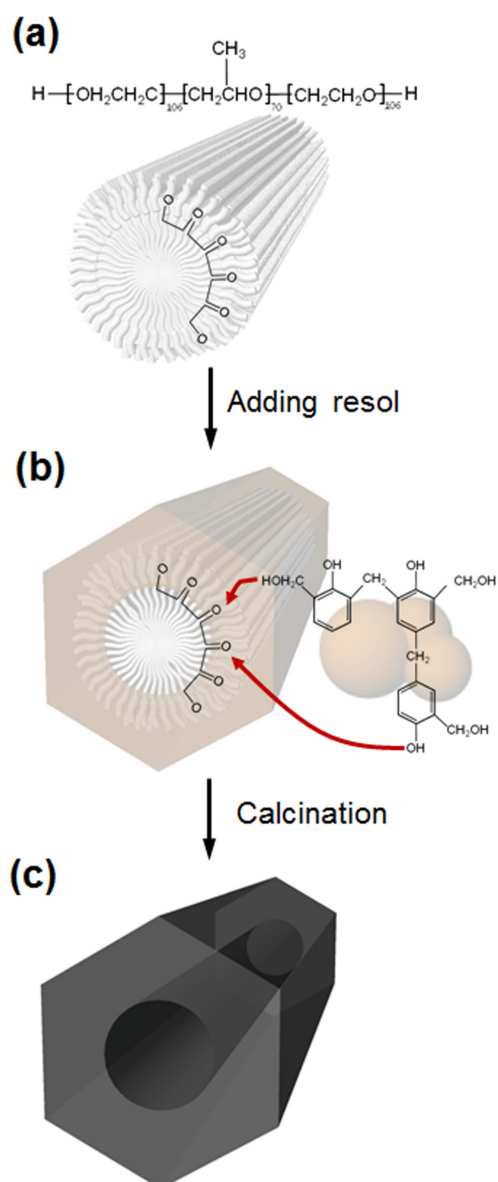 (a)
CH₃
H—[OH₂CH₂C]₁₀₆[CH₂CHO]₇₀[CH₂CH₂O]₁₀₆—H
O
O
O
O
O
O
Adding resol
(b)
OH
OH
HOH₂C
CH₂
CH₂OH
O
O
O
O
O
O
CH₂
OH
CH₂OH
Calcination
(c)